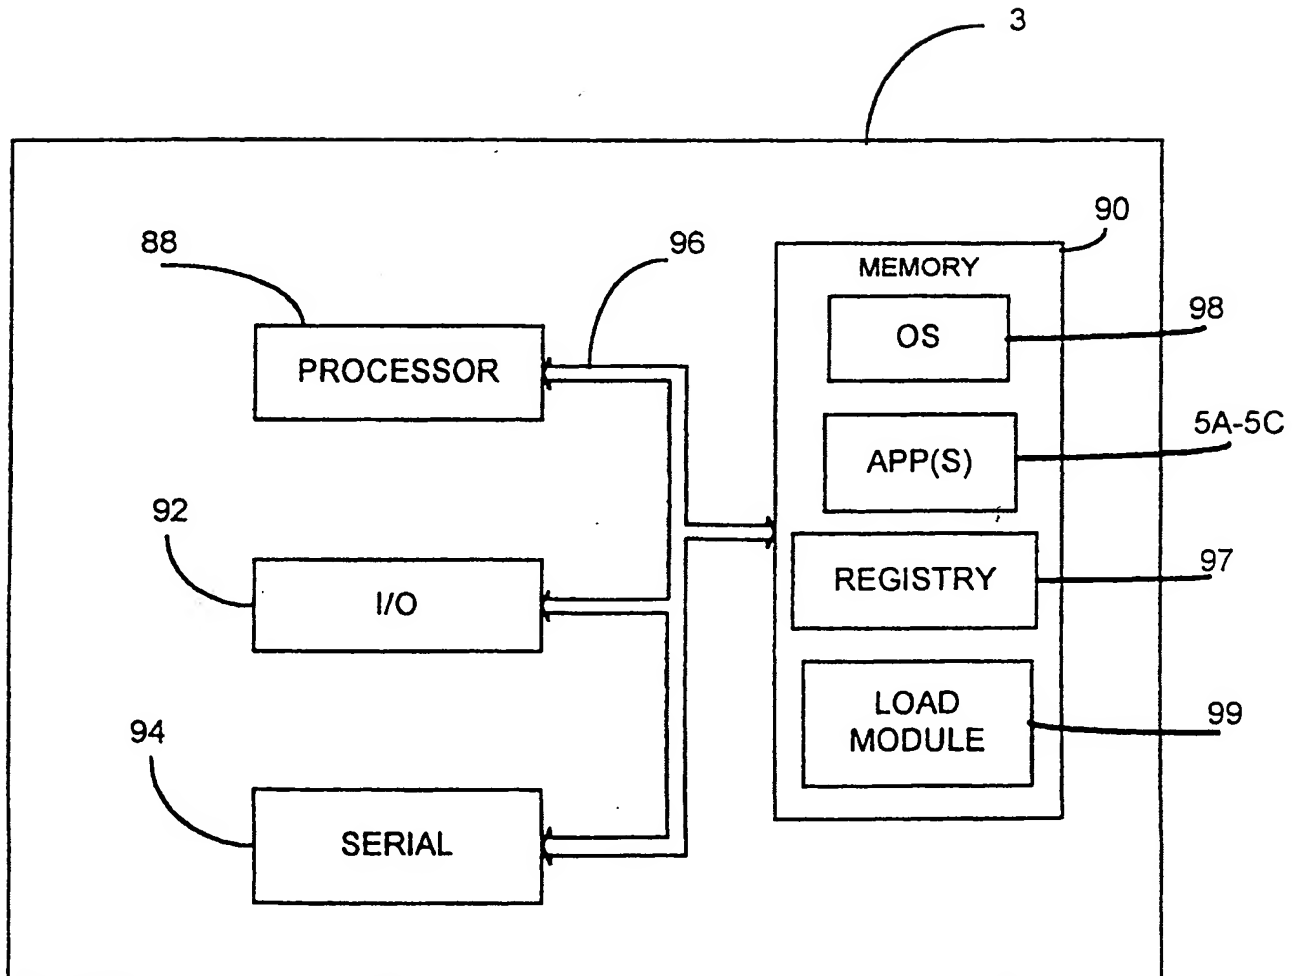 3
90
88
96
MEMORY
98
OS
PROCESSOR
5A-5C
APP(S)
92
97
REGISTRY
I/O
LOAD
MODULE
99
94
SERIAL